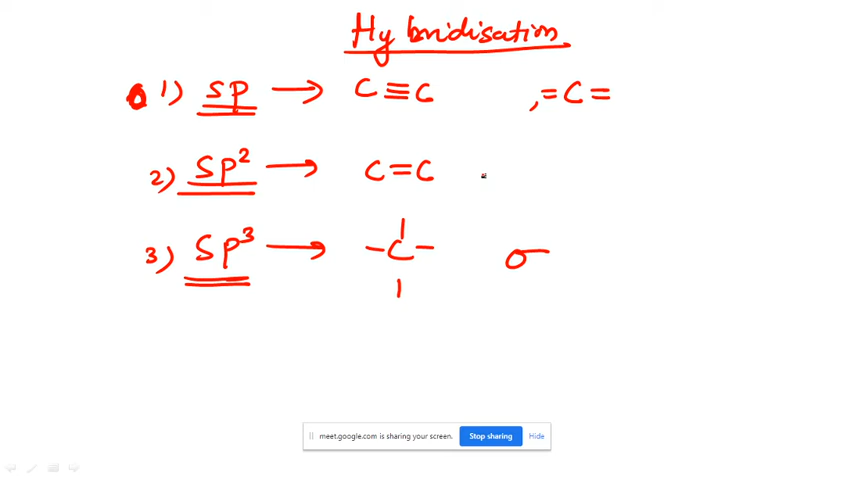 Hybridisation
1) sp → C≡C , =C=
2) sp² → C=C
3) sp³ → -C- σ
meet.google.com is sharing your screen. Stop sharing Hide